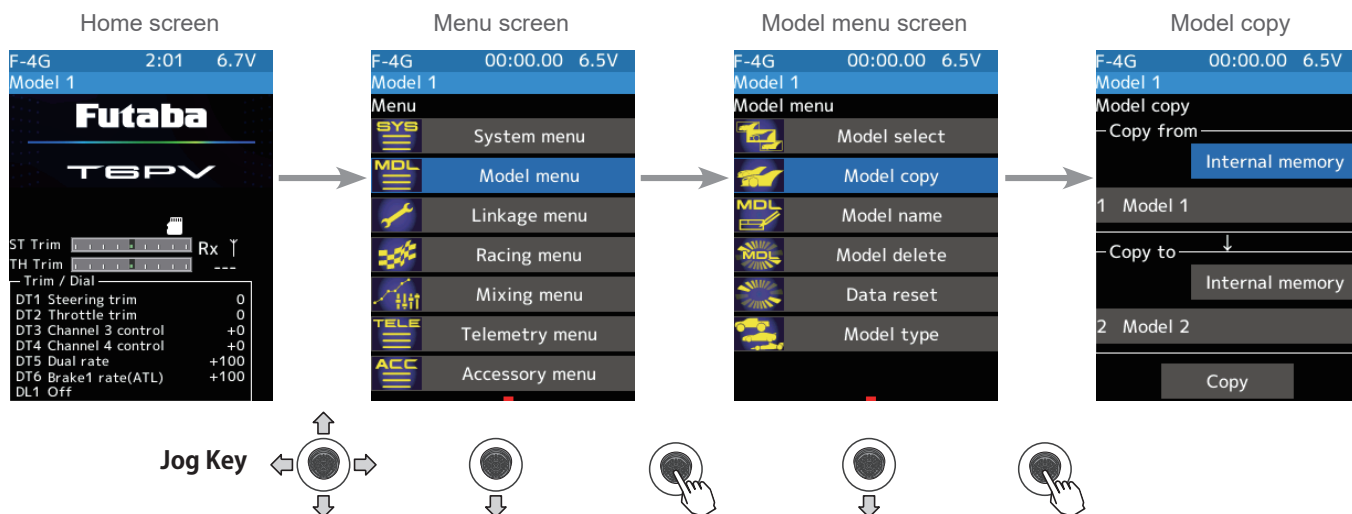 Home screen
Menu screen
Model menu screen
Model copy
F-4G 2:01 6.7V
Model 1
Futaba
T6PV
ST Trim
Rx
TH Trim
---
Trim / Dial
DT1 Steering trim 0
DT2 Throttle trim 0
DT3 Channel 3 control +0
DT4 Channel 4 control +0
DT5 Dual rate +100
DT6 Brake1 rate(ATL) +100
DL1 Off
F-4G 00:00.00 6.5V
Model 1
Menu
SYS System menu
MDL Model menu
Linkage menu
Racing menu
Mixing menu
TELE Telemetry menu
ACC Accessory menu
F-4G 00:00.00 6.5V
Model 1
Model menu
Model select
Model copy
MDL Model name
MDL Model delete
Data reset
Model type
F-4G 00:00.00 6.5V
Model 1
Model copy
Copy from
Internal memory
1 Model 1
↓
Copy to
Internal memory
2 Model 2
Copy
Jog Key